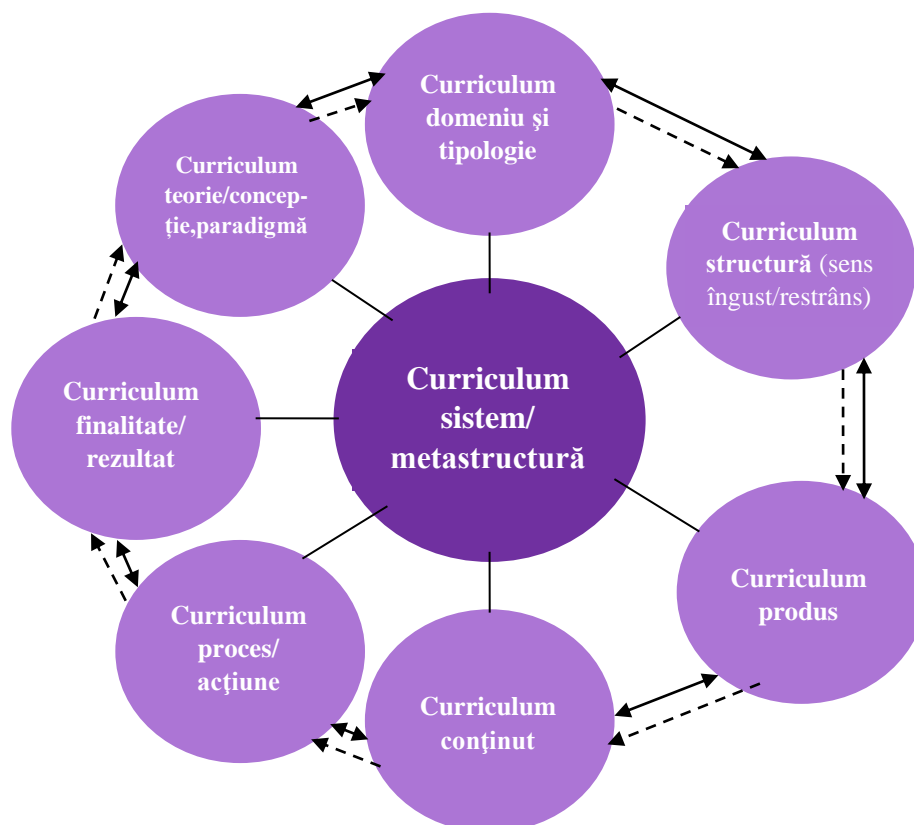 Curriculum
domeniu şi
tipologie
Curriculum
teorie/concep-
ție,paradigmă
Curriculum
structură (sens
îngust/restrâns)
Curriculum
sistem/
metastructură
Curriculum
finalitate/
rezultat
Curriculum
produs
Curriculum
proces/
acţiune
Curriculum
conţinut